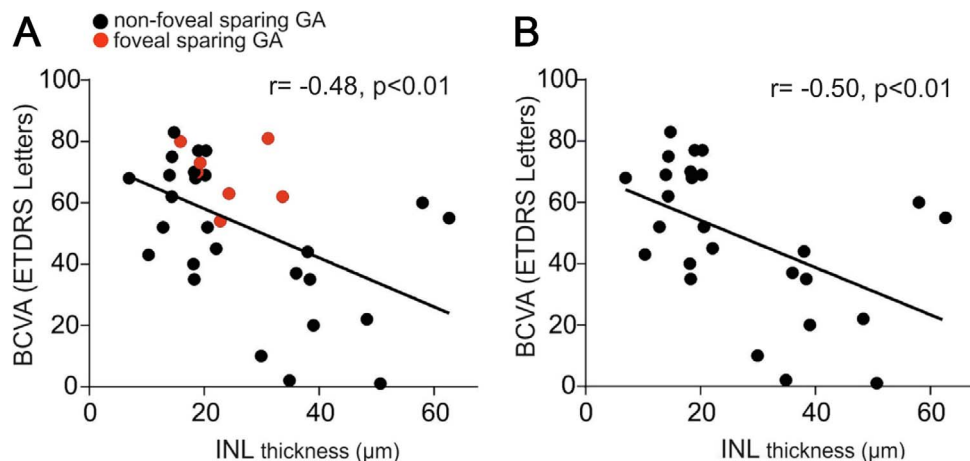 A
non-foveal sparing GA
foveal sparing GA
r= -0.48, p<0.01
BCVA (ETDRS Letters)
100
80
60
40
20
0
0 20 40 60
INL thickness (µm)
B
r= -0.50, p<0.01
BCVA (ETDRS Letters)
100
80
60
40
20
0
0 20 40 60
INL thickness (µm)